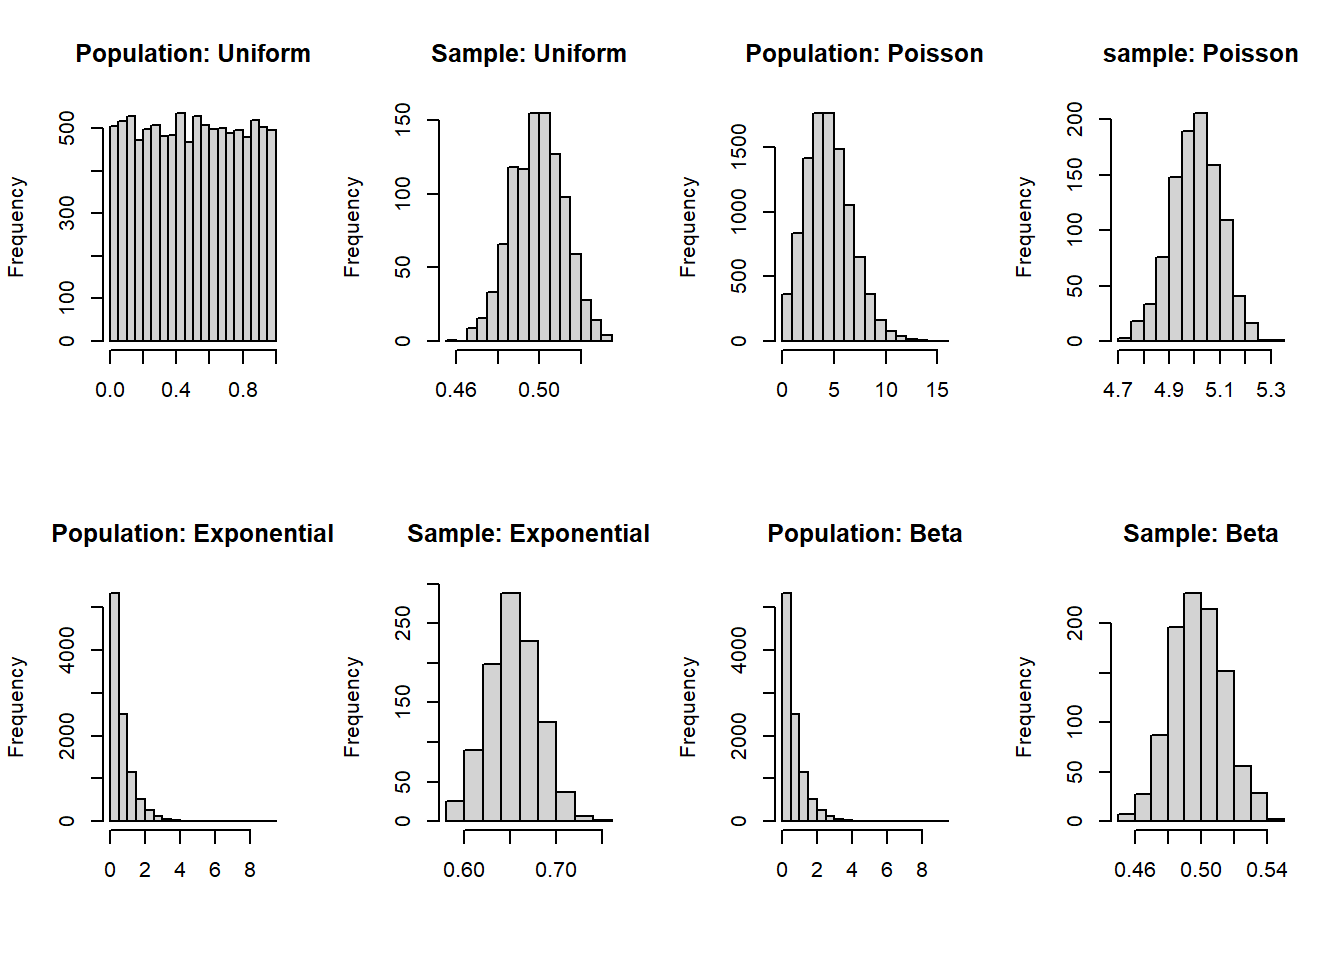 Population: Uniform
Frequency
0 100 300 500
0.0 0.4 0.8
Sample: Uniform
Frequency
0 50 100 150
0.46 0.50
Population: Poisson
Frequency
0 500 1000 1500
0 5 10 15
sample: Poisson
Frequency
0 50 100 150 200
4.7 4.9 5.1 5.3
Population: Exponential
Frequency
0 2000 4000
0 2 4 6 8
Sample: Exponential
Frequency
0 50 150 250
0.60 0.70
Population: Beta
Frequency
0 2000 4000
0 2 4 6 8
Sample: Beta
Frequency
0 50 100 200
0.46 0.50 0.54